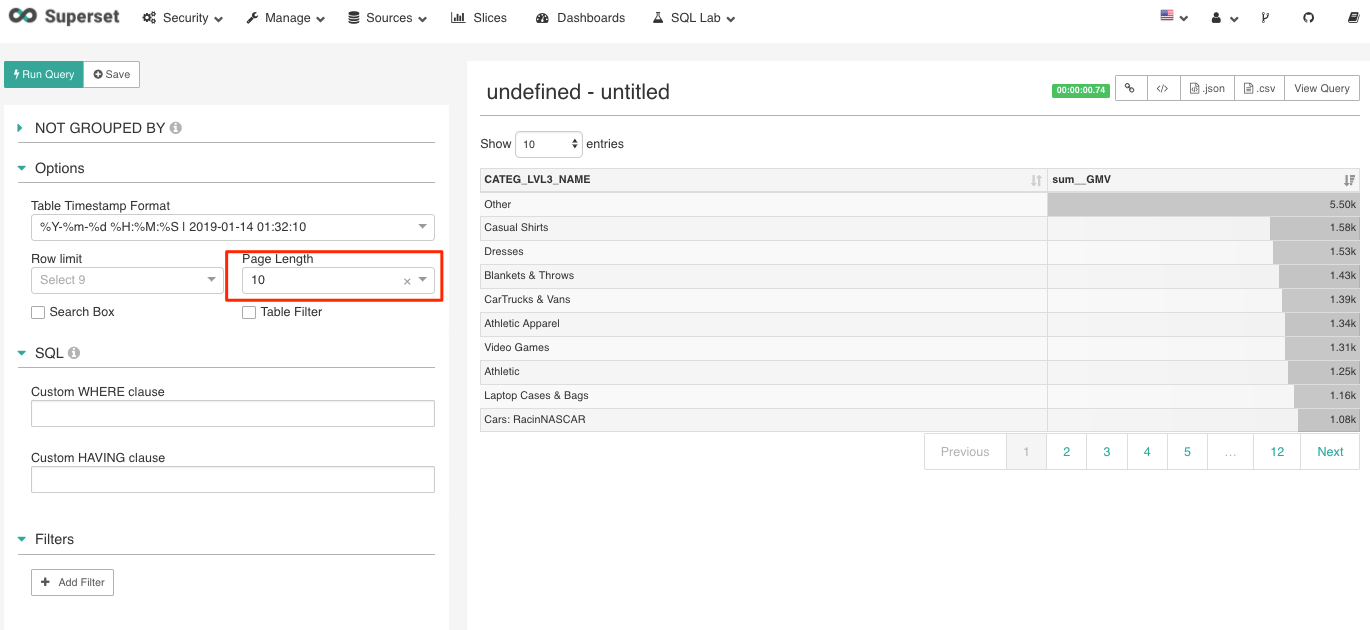 Superset Security Manage Sources Slices Dashboards SQL Lab
Run Query Save
NOT GROUPED BY
Options
Table Timestamp Format
%Y-%m-%d %H:%M:%S | 2019-01-14 01:32:10
Row limit Page Length
Select 9 10 ×
Search Box Table Filter
SQL
Custom WHERE clause
Custom HAVING clause
Filters
+ Add Filter
undefined - untitled
00:00:00.74 </> .json .csv View Query
Show 10 entries
CATEG_LVL3_NAME sum__GMV
Other 5.50k
Casual Shirts 1.58k
Dresses 1.53k
Blankets & Throws 1.43k
CarTrucks & Vans 1.39k
Athletic Apparel 1.34k
Video Games 1.31k
Athletic 1.25k
Laptop Cases & Bags 1.16k
Cars: RacinNASCAR 1.08k
Previous 1 2 3 4 5 … 12 Next